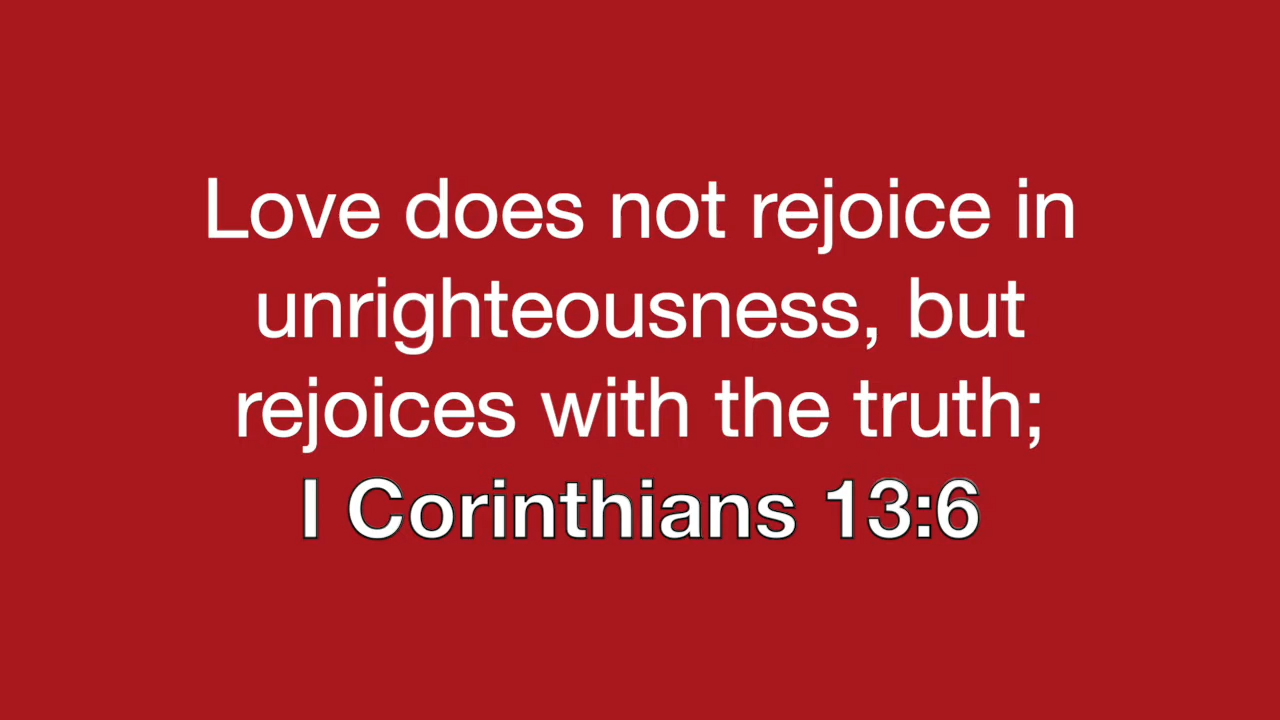 Love does not rejoice in
unrighteousness, but
rejoices with the truth;
I Corinthians 13:6